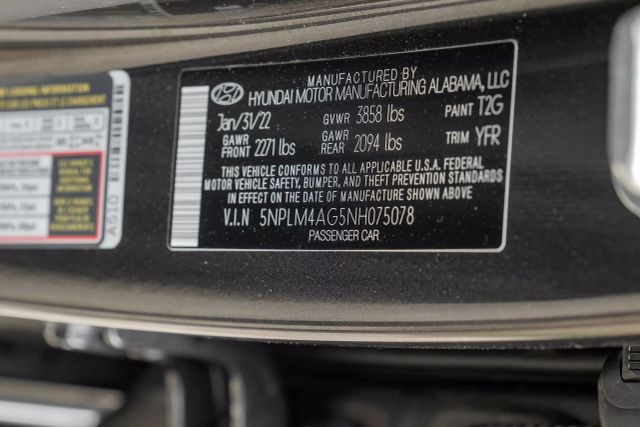 MANUFACTURED BY
HYUNDAI MOTOR MANUFACTURING ALABAMA, LLC
Jan/31/22 GVWR 3858 lbs PAINT T2G
GAWR FRONT 2271 lbs GAWR REAR 2094 lbs TRIM YFR
THIS VEHICLE CONFORMS TO ALL APPLICABLE U.S.A. FEDERAL
MOTOR VEHICLE SAFETY, BUMPER, AND THEFT PREVENTION STANDARDS
IN EFFECT ON THE DATE OF MANUFACTURE SHOWN ABOVE.
V.I.N 5NPLM4AG5NH075078
PASSENGER CAR
LOADING INFORMATION